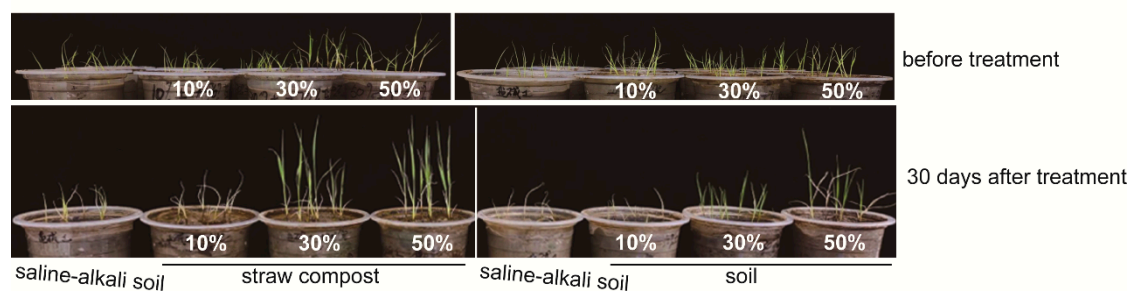 10% 30% 50% 10% 30% 50%
before treatment
10% 30% 50% 10% 30% 50%
30 days after treatment
saline-alkali soil straw compost saline-alkali soil soil